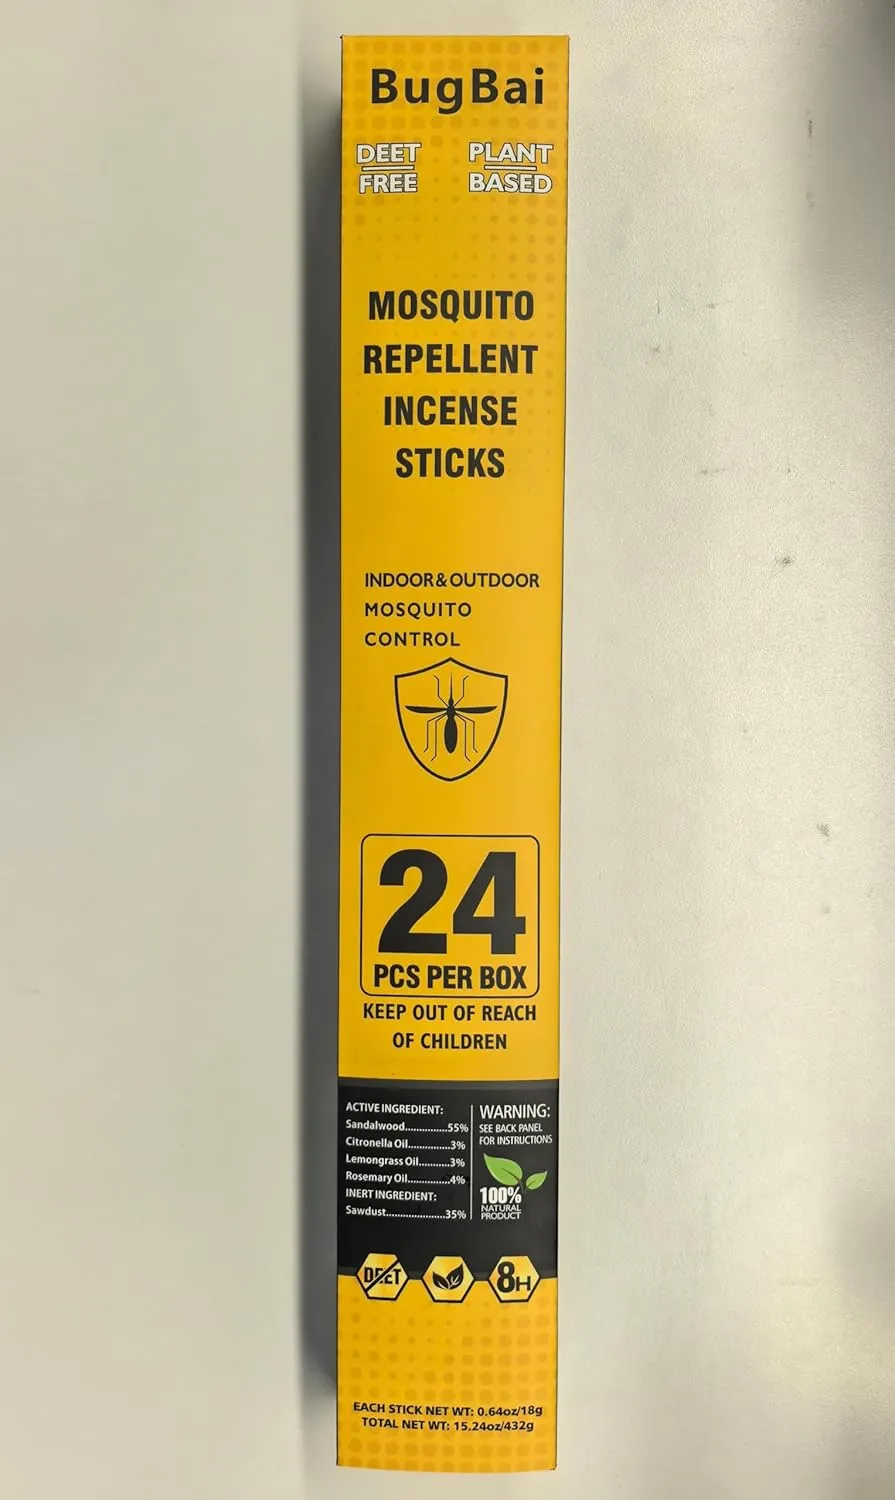 BugBai
DEET
FREE
PLANT
BASED
MOSQUITO
REPELLENT
INCENSE
STICKS
INDOOR&OUTDOOR
MOSQUITO
CONTROL
24
PCS PER BOX
KEEP OUT OF REACH
OF CHILDREN
ACTIVE INGREDIENT:
Sandalwood...............55%
Citronella Oil...............3%
Lemongrass Oil...........3%
Rosemary Oil...............4%
INERT INGREDIENT:
Sawdust.....................35%
WARNING:
SEE BACK PANEL
FOR INSTRUCTIONS
100%
NATURAL
PRODUCT
DEET
8H
EACH STICK NET WT: 0.64oz/18g
TOTAL NET WT: 15.24oz/432g